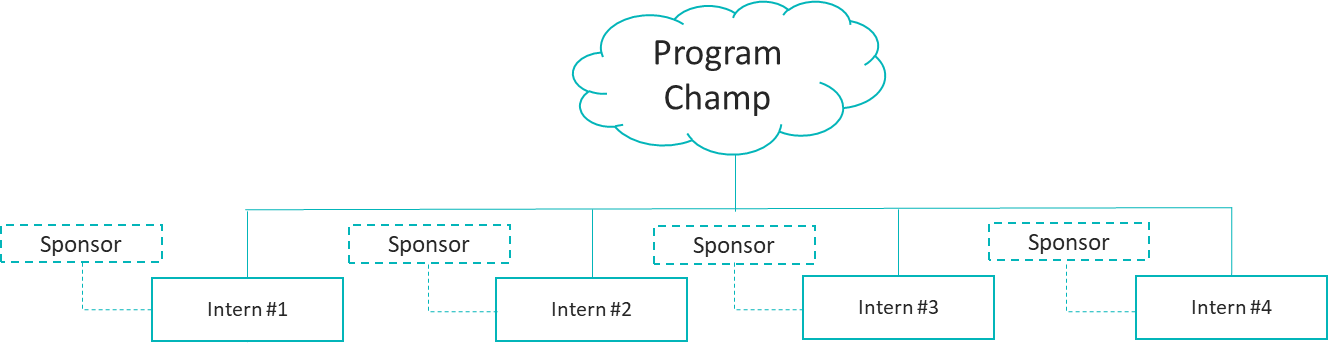 Program
Champ
Sponsor
Sponsor
Sponsor
Sponsor
Intern #1
Intern #2
Intern #3
Intern #4